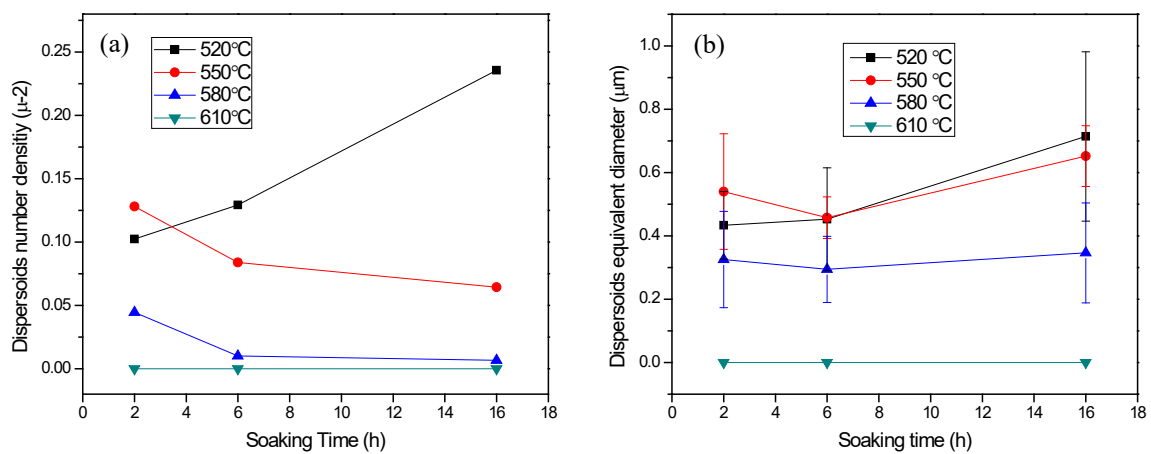 (a)
520℃
550℃
580℃
610℃
0.25
0.20
0.15
0.10
0.05
0.00
Dispersoids number densitiy (μ-2)
0 2 4 6 8 10 12 14 16 18
Soaking Time (h)
(b)
520 ℃
550 ℃
580 ℃
610 ℃
1.0
0.8
0.6
0.4
0.2
0.0
Dispersoids equivalent diameter (μm)
0 2 4 6 8 10 12 14 16 18
Soaking time (h)